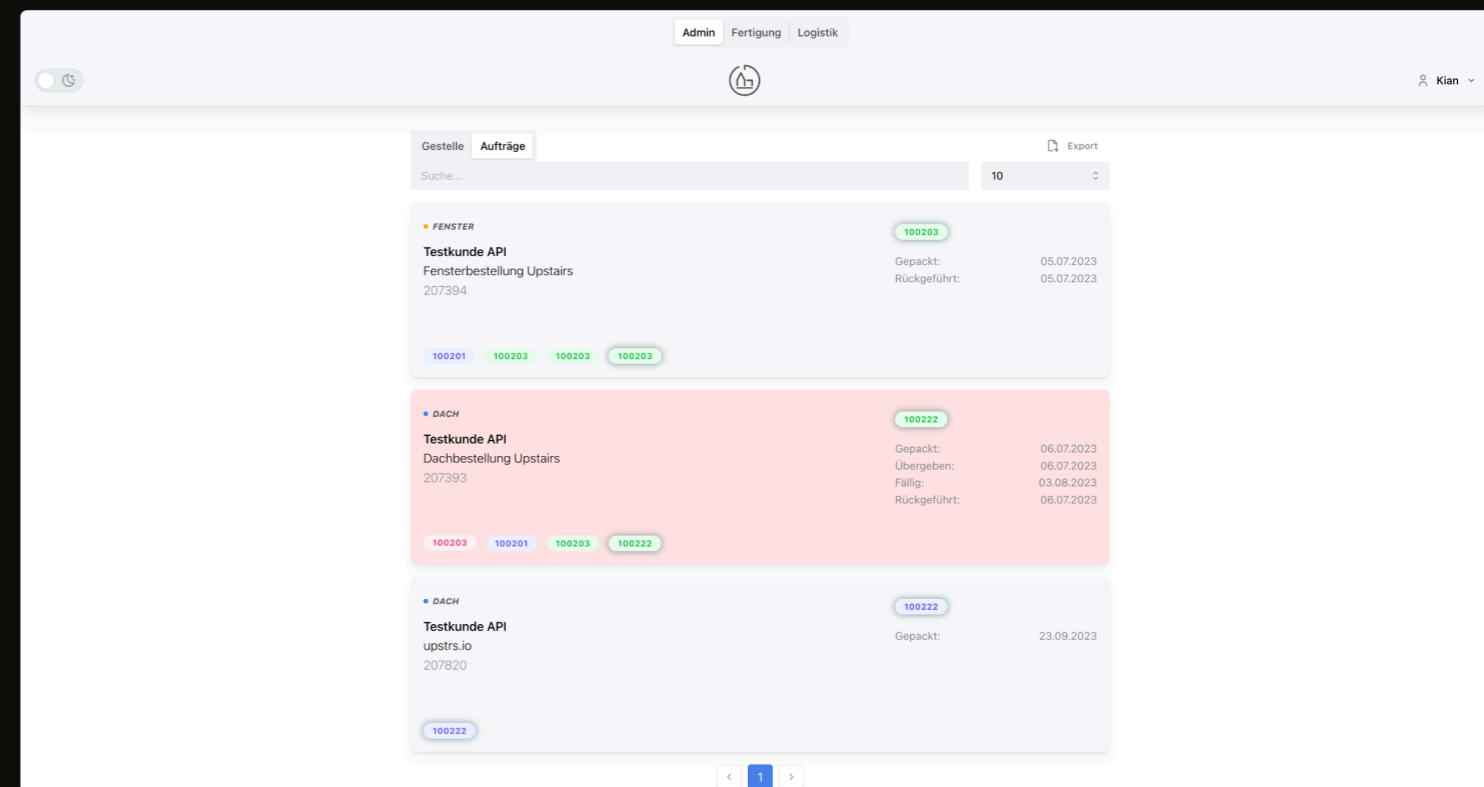 Admin Fertigung Logistik
Kian
Gestelle Aufträge Export
Suche... 10
FENSTER
Testkunde API
Fensterbestellung Upstairs
207394
100201 100203 100203 100203
100203
Gepackt: 05.07.2023
Rückgeführt: 05.07.2023
DACH
Testkunde API
Dachbestellung Upstairs
207393
100203 100201 100203 100222
100222
Gepackt: 06.07.2023
Übergeben: 06.07.2023
Fällig: 03.08.2023
Rückgeführt: 06.07.2023
DACH
Testkunde API
upstrs.io
207820
100222
100222
Gepackt: 23.09.2023
1